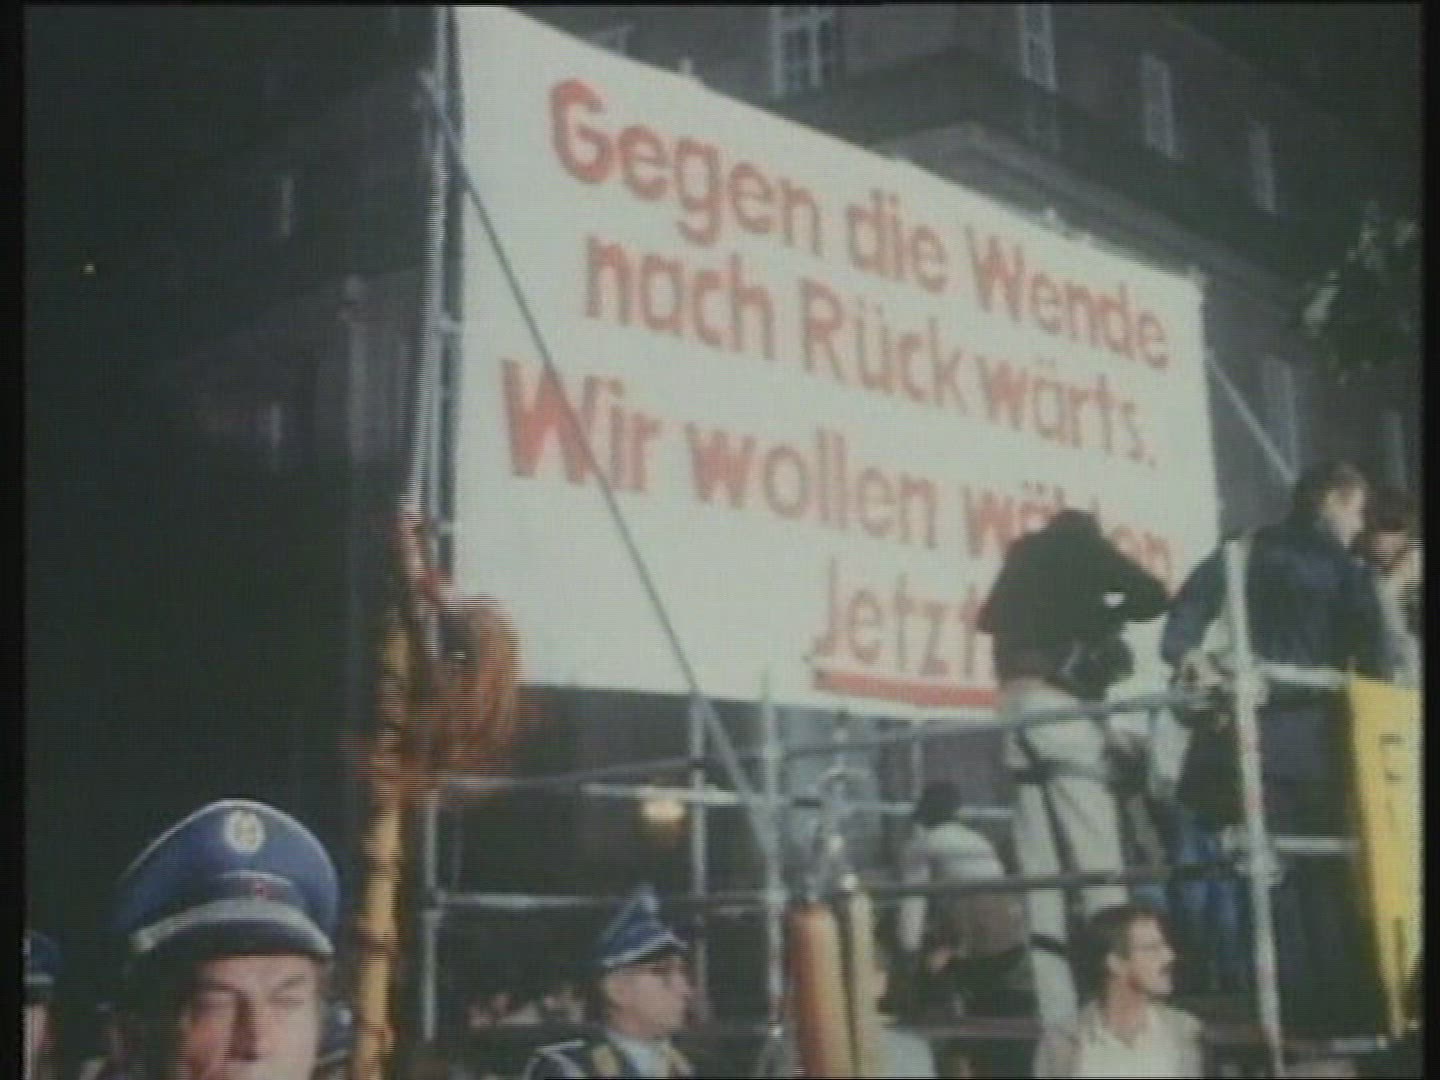 Gegen die Wende
nach Rückwärts.
Wir wollen
Jetzt